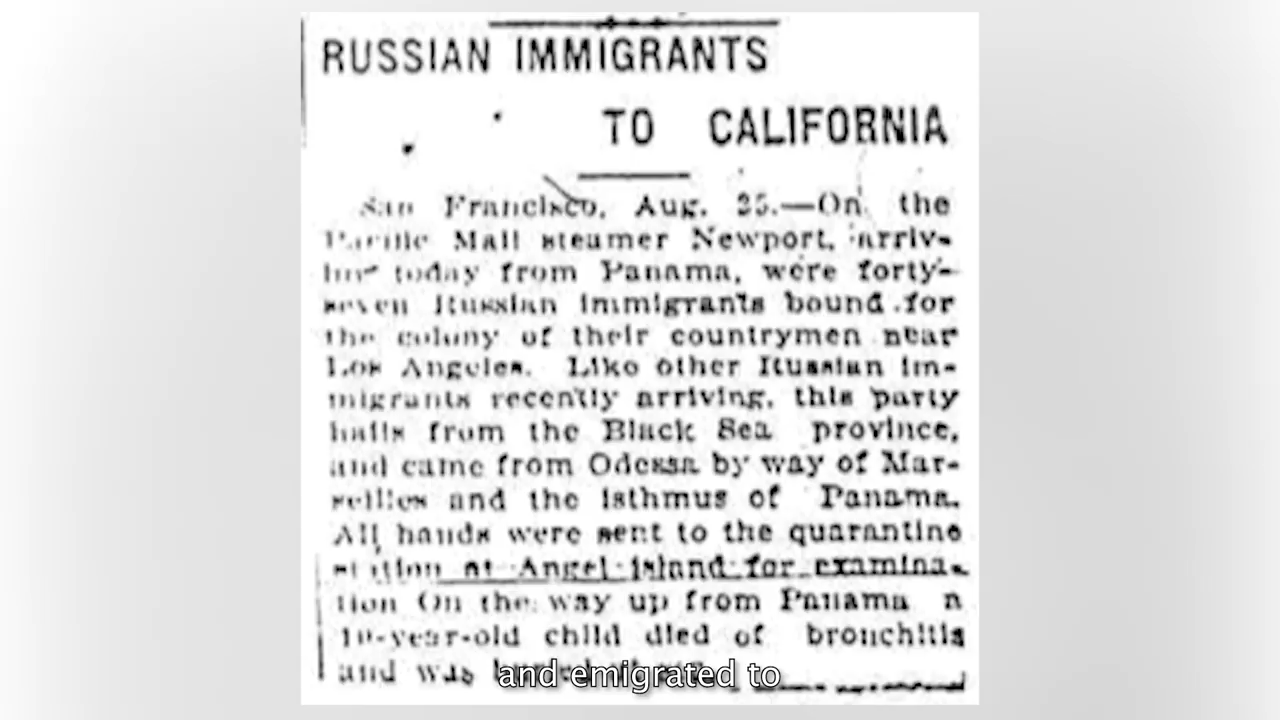 RUSSIAN IMMIGRANTS
TO CALIFORNIA
San Francisco, Aug. 25.—On the
Pacific Mail steamer Newport, arriv-
ing today from Panama, were forty-
seven Russian immigrants bound for
the colony of their countrymen near
Los Angeles. Like other Russian im-
migrants recently arriving, this party
hails from the Black Sea province,
and came from Odessa by way of Mar-
seilles and the isthmus of Panama.
All hands were sent to the quarantine
station at Angel island for examina-
tion On the way up from Panama a
10-year-old child died of bronchitis
and was
and emigrated to